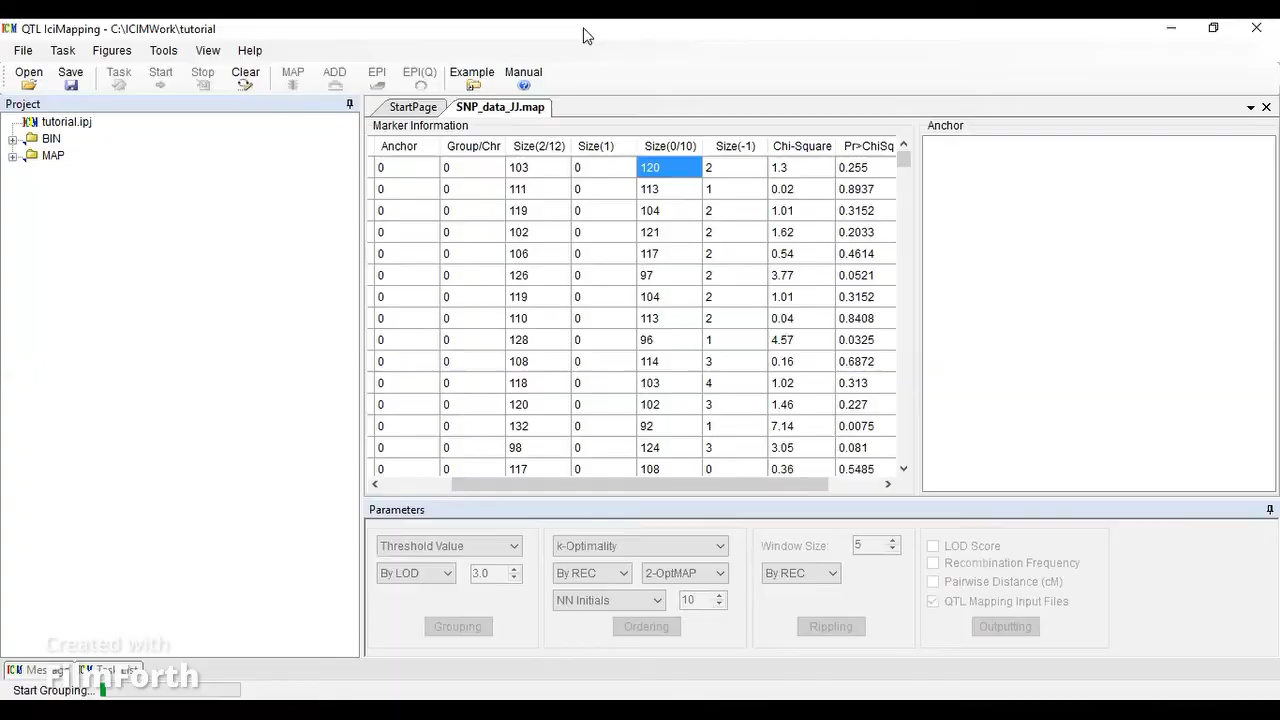 QTL IciMapping - C:\ICIMWork\tutorial
File Task Figures Tools View Help
Open Save Task Start Stop Clear MAP ADD EPI EPI(Q) Example Manual
Project
tutorial.ipj
BIN
MAP
StartPage SNP_data_JJ.map
Marker Information
Anchor Group/Chr Size(2/12) Size(1) Size(0/10) Size(-1) Chi-Square Pr>ChiSq
0 0 103 0 120 2 1.3 0.255
0 0 111 0 113 1 0.02 0.8937
0 0 119 0 104 2 1.01 0.3152
0 0 102 0 121 2 1.62 0.2033
0 0 106 0 117 2 0.54 0.4614
0 0 126 0 97 2 3.77 0.0521
0 0 119 0 104 2 1.01 0.3152
0 0 110 0 113 2 0.04 0.8408
0 0 128 0 96 1 4.57 0.0325
0 0 108 0 114 3 0.16 0.6872
0 0 118 0 103 4 1.02 0.313
0 0 120 0 102 3 1.46 0.227
0 0 132 0 92 1 7.14 0.0075
0 0 98 0 124 3 3.05 0.081
0 0 117 0 108 0 0.36 0.5485
Anchor
Parameters
Threshold Value
By LOD 3.0
Grouping
k-Optimality
By REC 2-OptMAP
NN Initials 10
Ordering
Window Size: 5
By REC
Rippling
LOD Score
Recombination Frequency
Pairwise Distance (cM)
QTL Mapping Input Files
Outputting
Created with
FilmForth
Start Grouping...